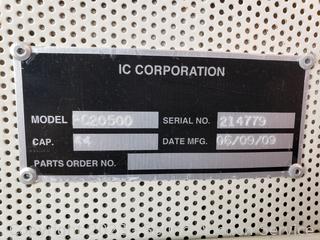 IC CORPORATION
MODEL SERIAL NO. 214779
CAP. DATE MFG. 06/09/09
PARTS ORDER NO.